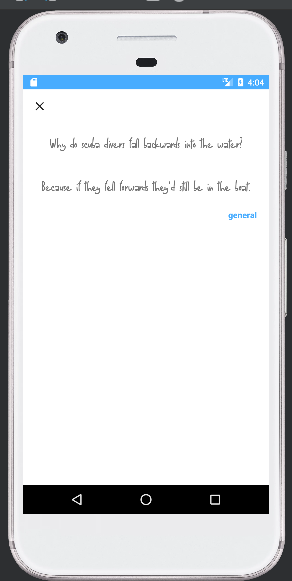 4:04
Why do scuba divers fall backwards into the water?
Because if they fell forwards they'd still be in the boat.
general